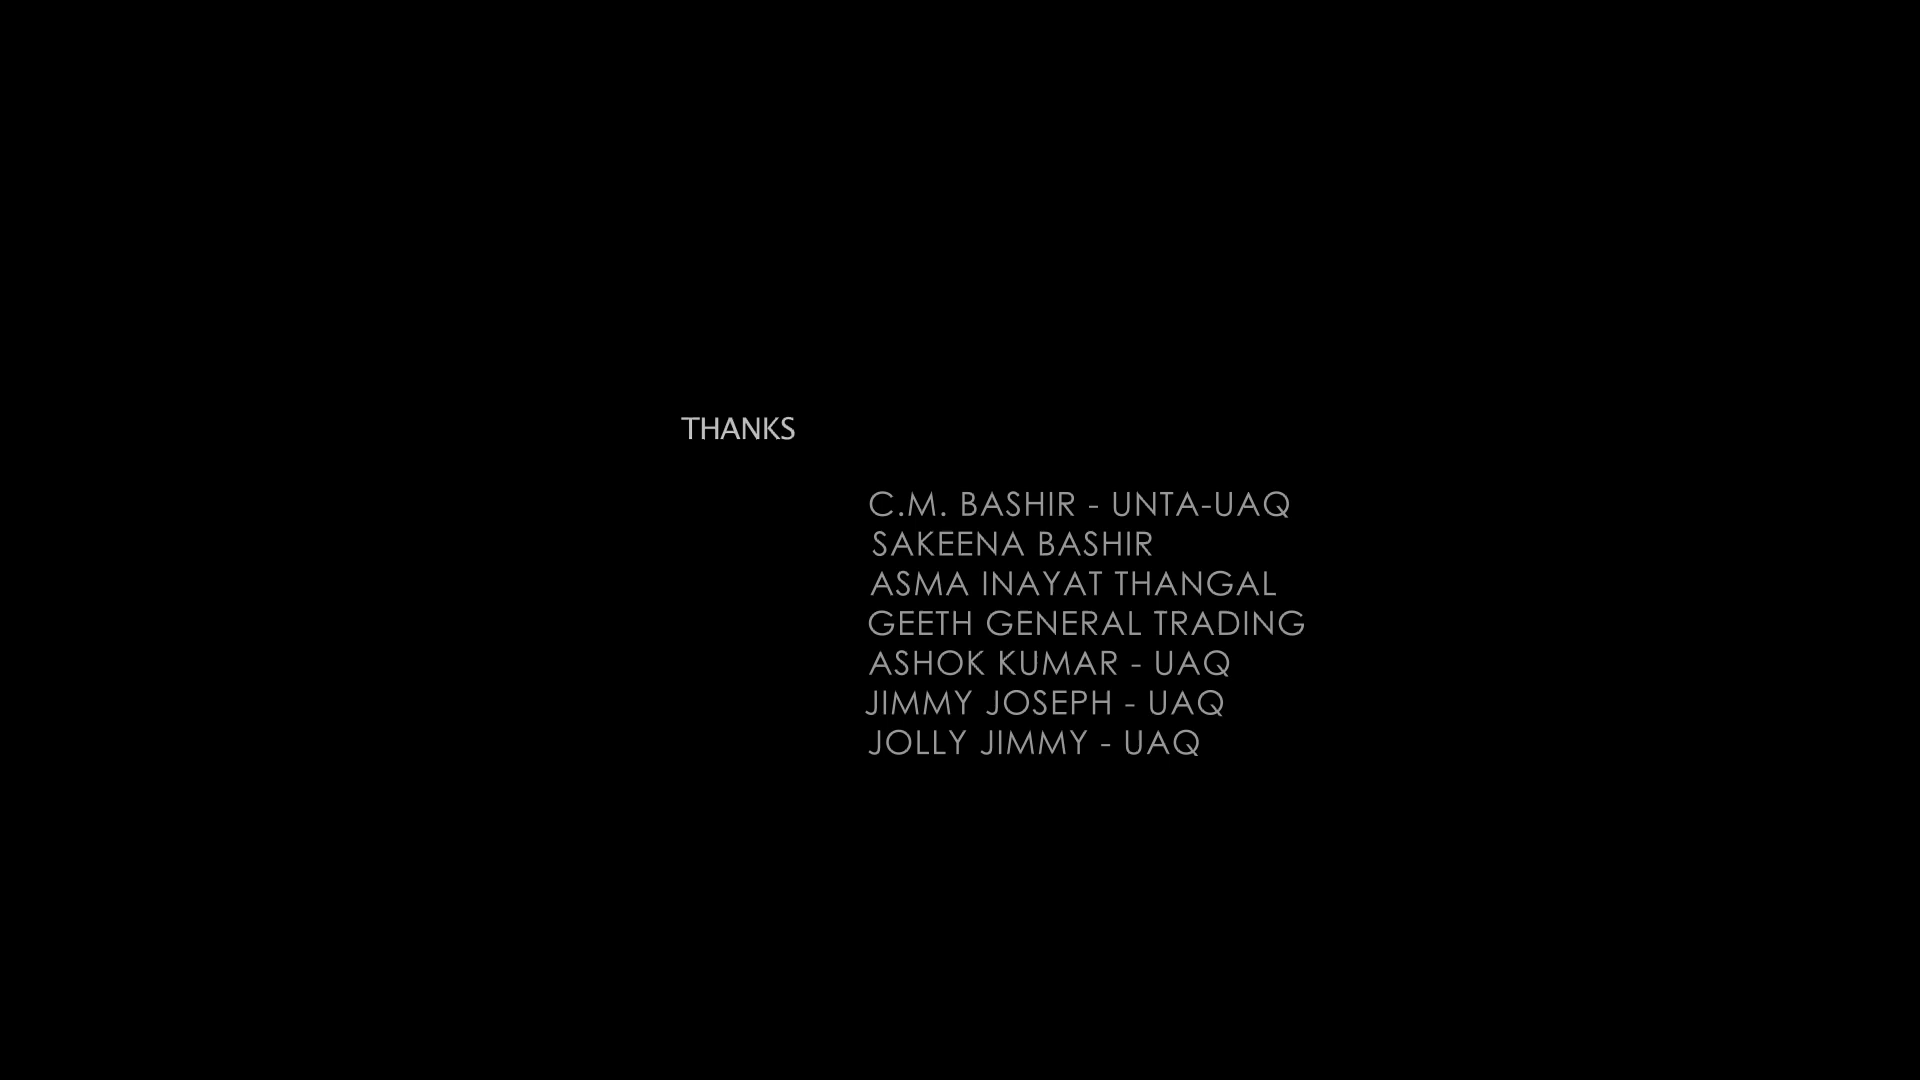 THANKS
C.M. BASHIR - UNTA-UAQ
SAKEENA BASHIR
ASMA INAYAT THANGAL
GEETH GENERAL TRADING
ASHOK KUMAR - UAQ
JIMMY JOSEPH - UAQ
JOLLY JIMMY - UAQ